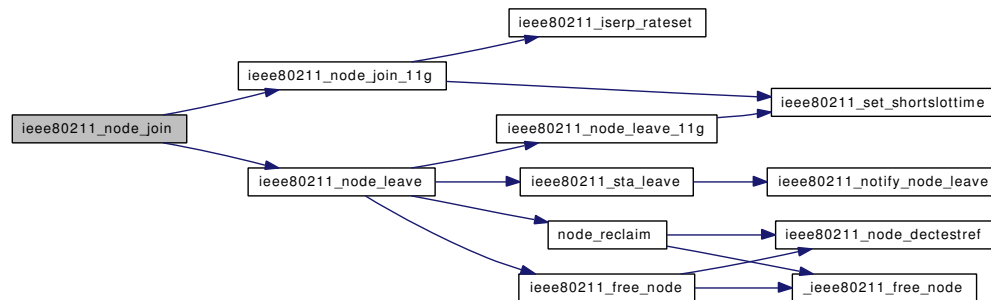 ieee80211_iserp_rateset
ieee80211_node_join_11g
ieee80211_set_shortslottime
ieee80211_node_join
ieee80211_node_leave_11g
ieee80211_node_leave
ieee80211_sta_leave
ieee80211_notify_node_leave
node_reclaim
ieee80211_node_dectestref
ieee80211_free_node
_ieee80211_free_node